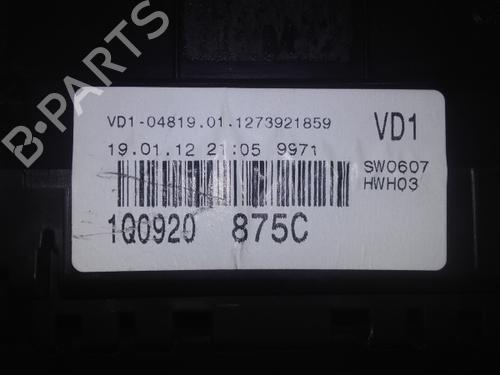 B-PARTS
VD1-04819.01.1273921859
VD1
19.01.12 21:05 9971
SW0607
HWH03
1Q0920 875C